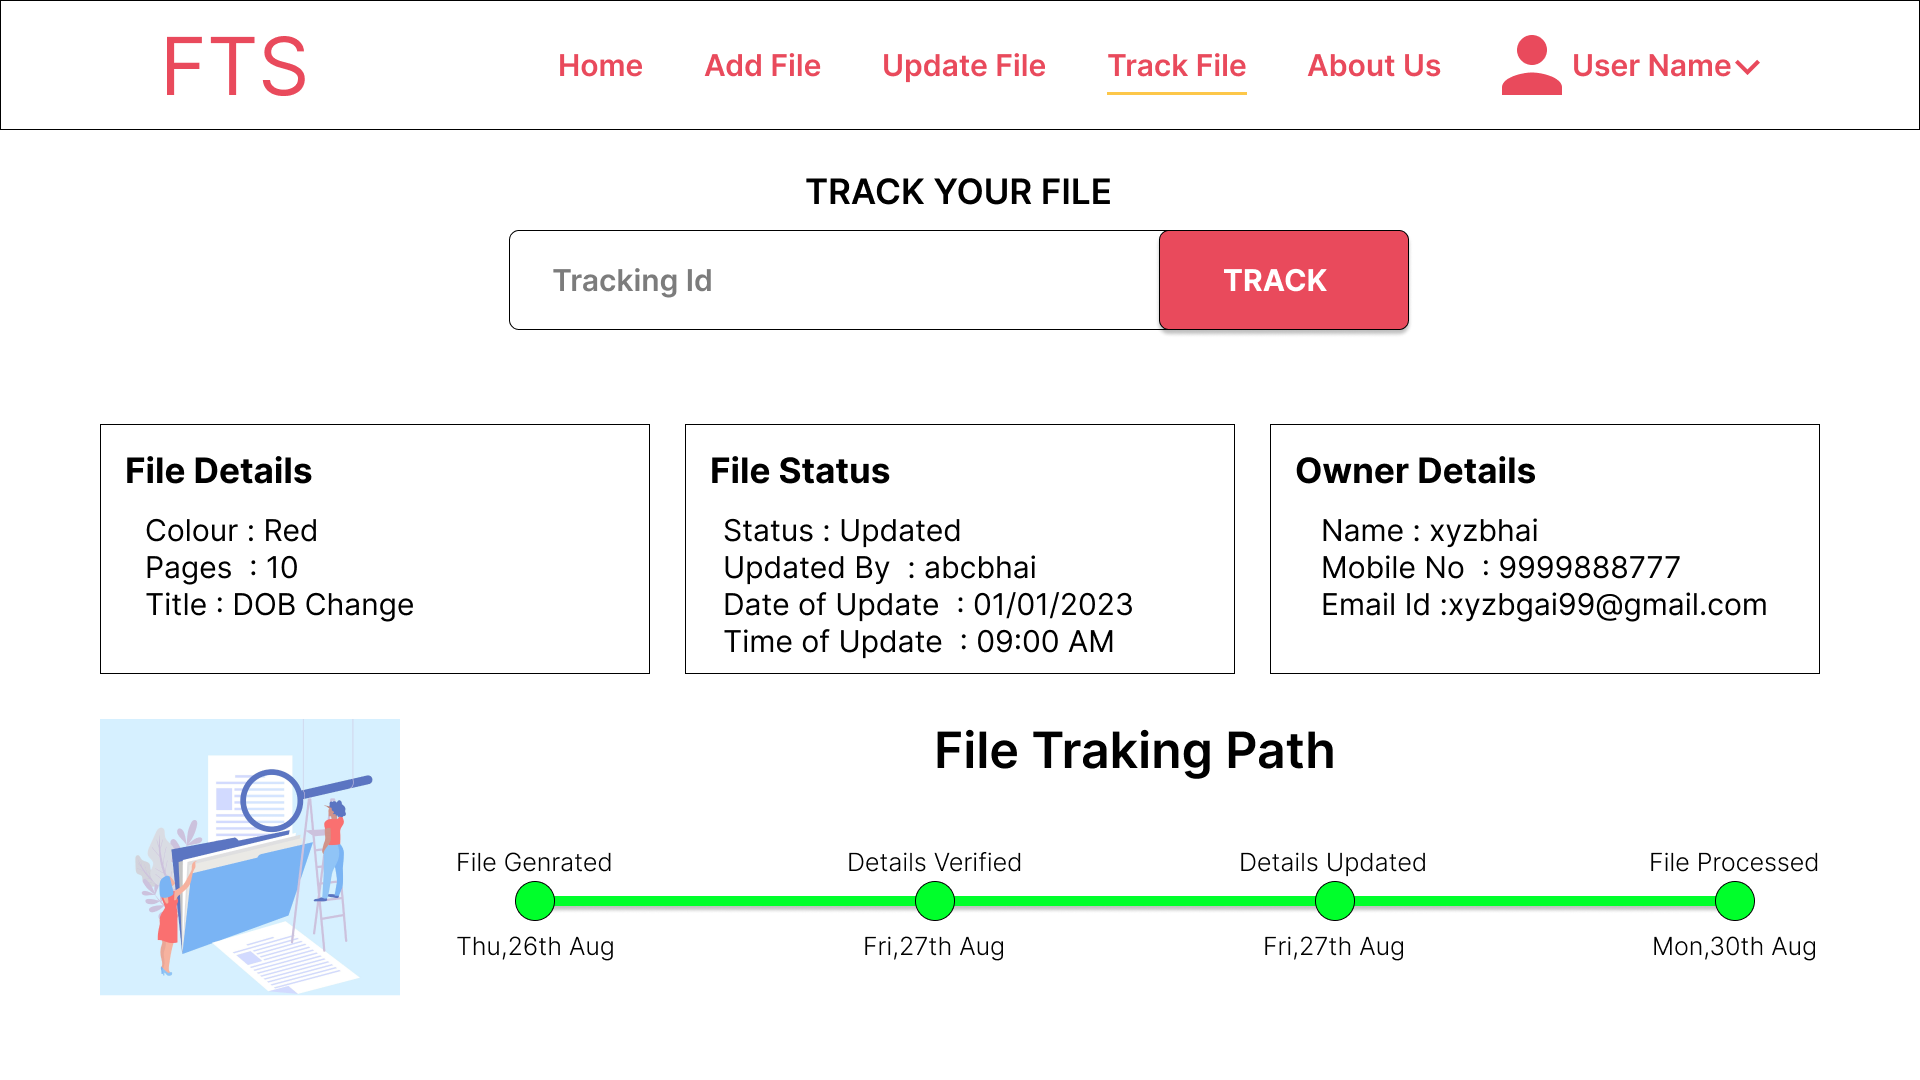 FTS
Home
Add File
Update File
Track File
About Us
User Name
TRACK YOUR FILE
Tracking Id
TRACK
File Details
Colour : Red
Pages  : 10
Title : DOB Change
File Status
Status : Updated
Updated By  : abcbhai
Date of Update  : 01/01/2023
Time of Update  : 09:00 AM
Owner Details
Name : xyzbhai
Mobile No  : 9999888777
Email Id :xyzbgai99@gmail.com
File Traking Path
File Genrated
Details Verified
Details Updated
File Processed
Thu,26th Aug
Fri,27th Aug
Fri,27th Aug
Mon,30th Aug